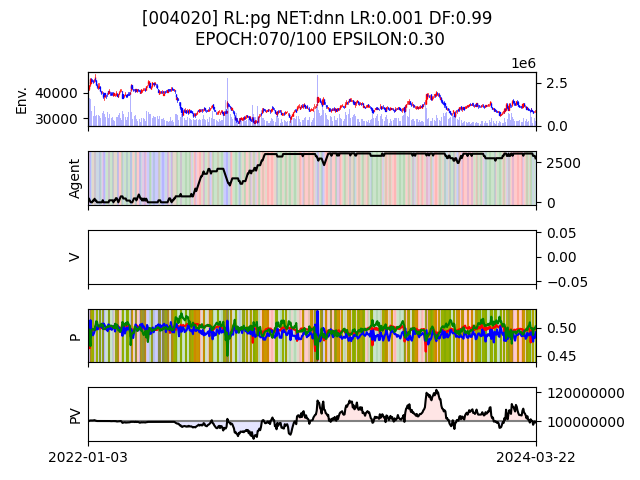 [004020] RL:pg NET:dnn LR:0.001 DF:0.99
EPOCH:070/100 EPSILON:0.30
1e6
Env.
40000
30000
2.5
0.0
Agent
2500
0
V
0.05
0.00
−0.05
P
0.50
0.45
PV
120000000
100000000
2022-01-03
2024-03-22